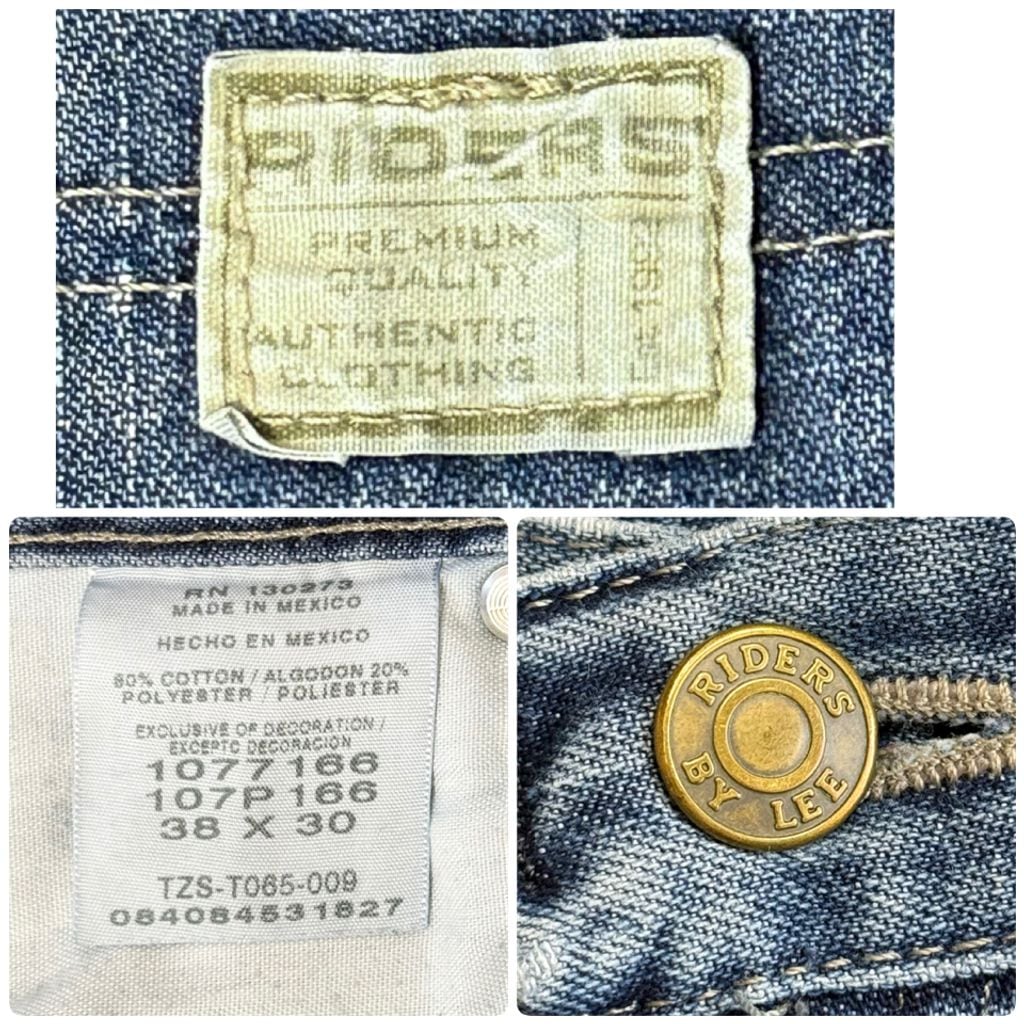 RIDERS
PREMIUM
QUALITY
AUTHENTIC
CLOTHING
RN 130273
MADE IN MEXICO
HECHO EN MEXICO
80% COTTON / ALGODON 20%
POLYESTER / POLIESTER
EXCLUSIVE OF DECORATION /
EXCEPTO DECORACION
1077166
107P166
38 X 30
TZS-T065-009
084084531827
RIDERS
BY LEE